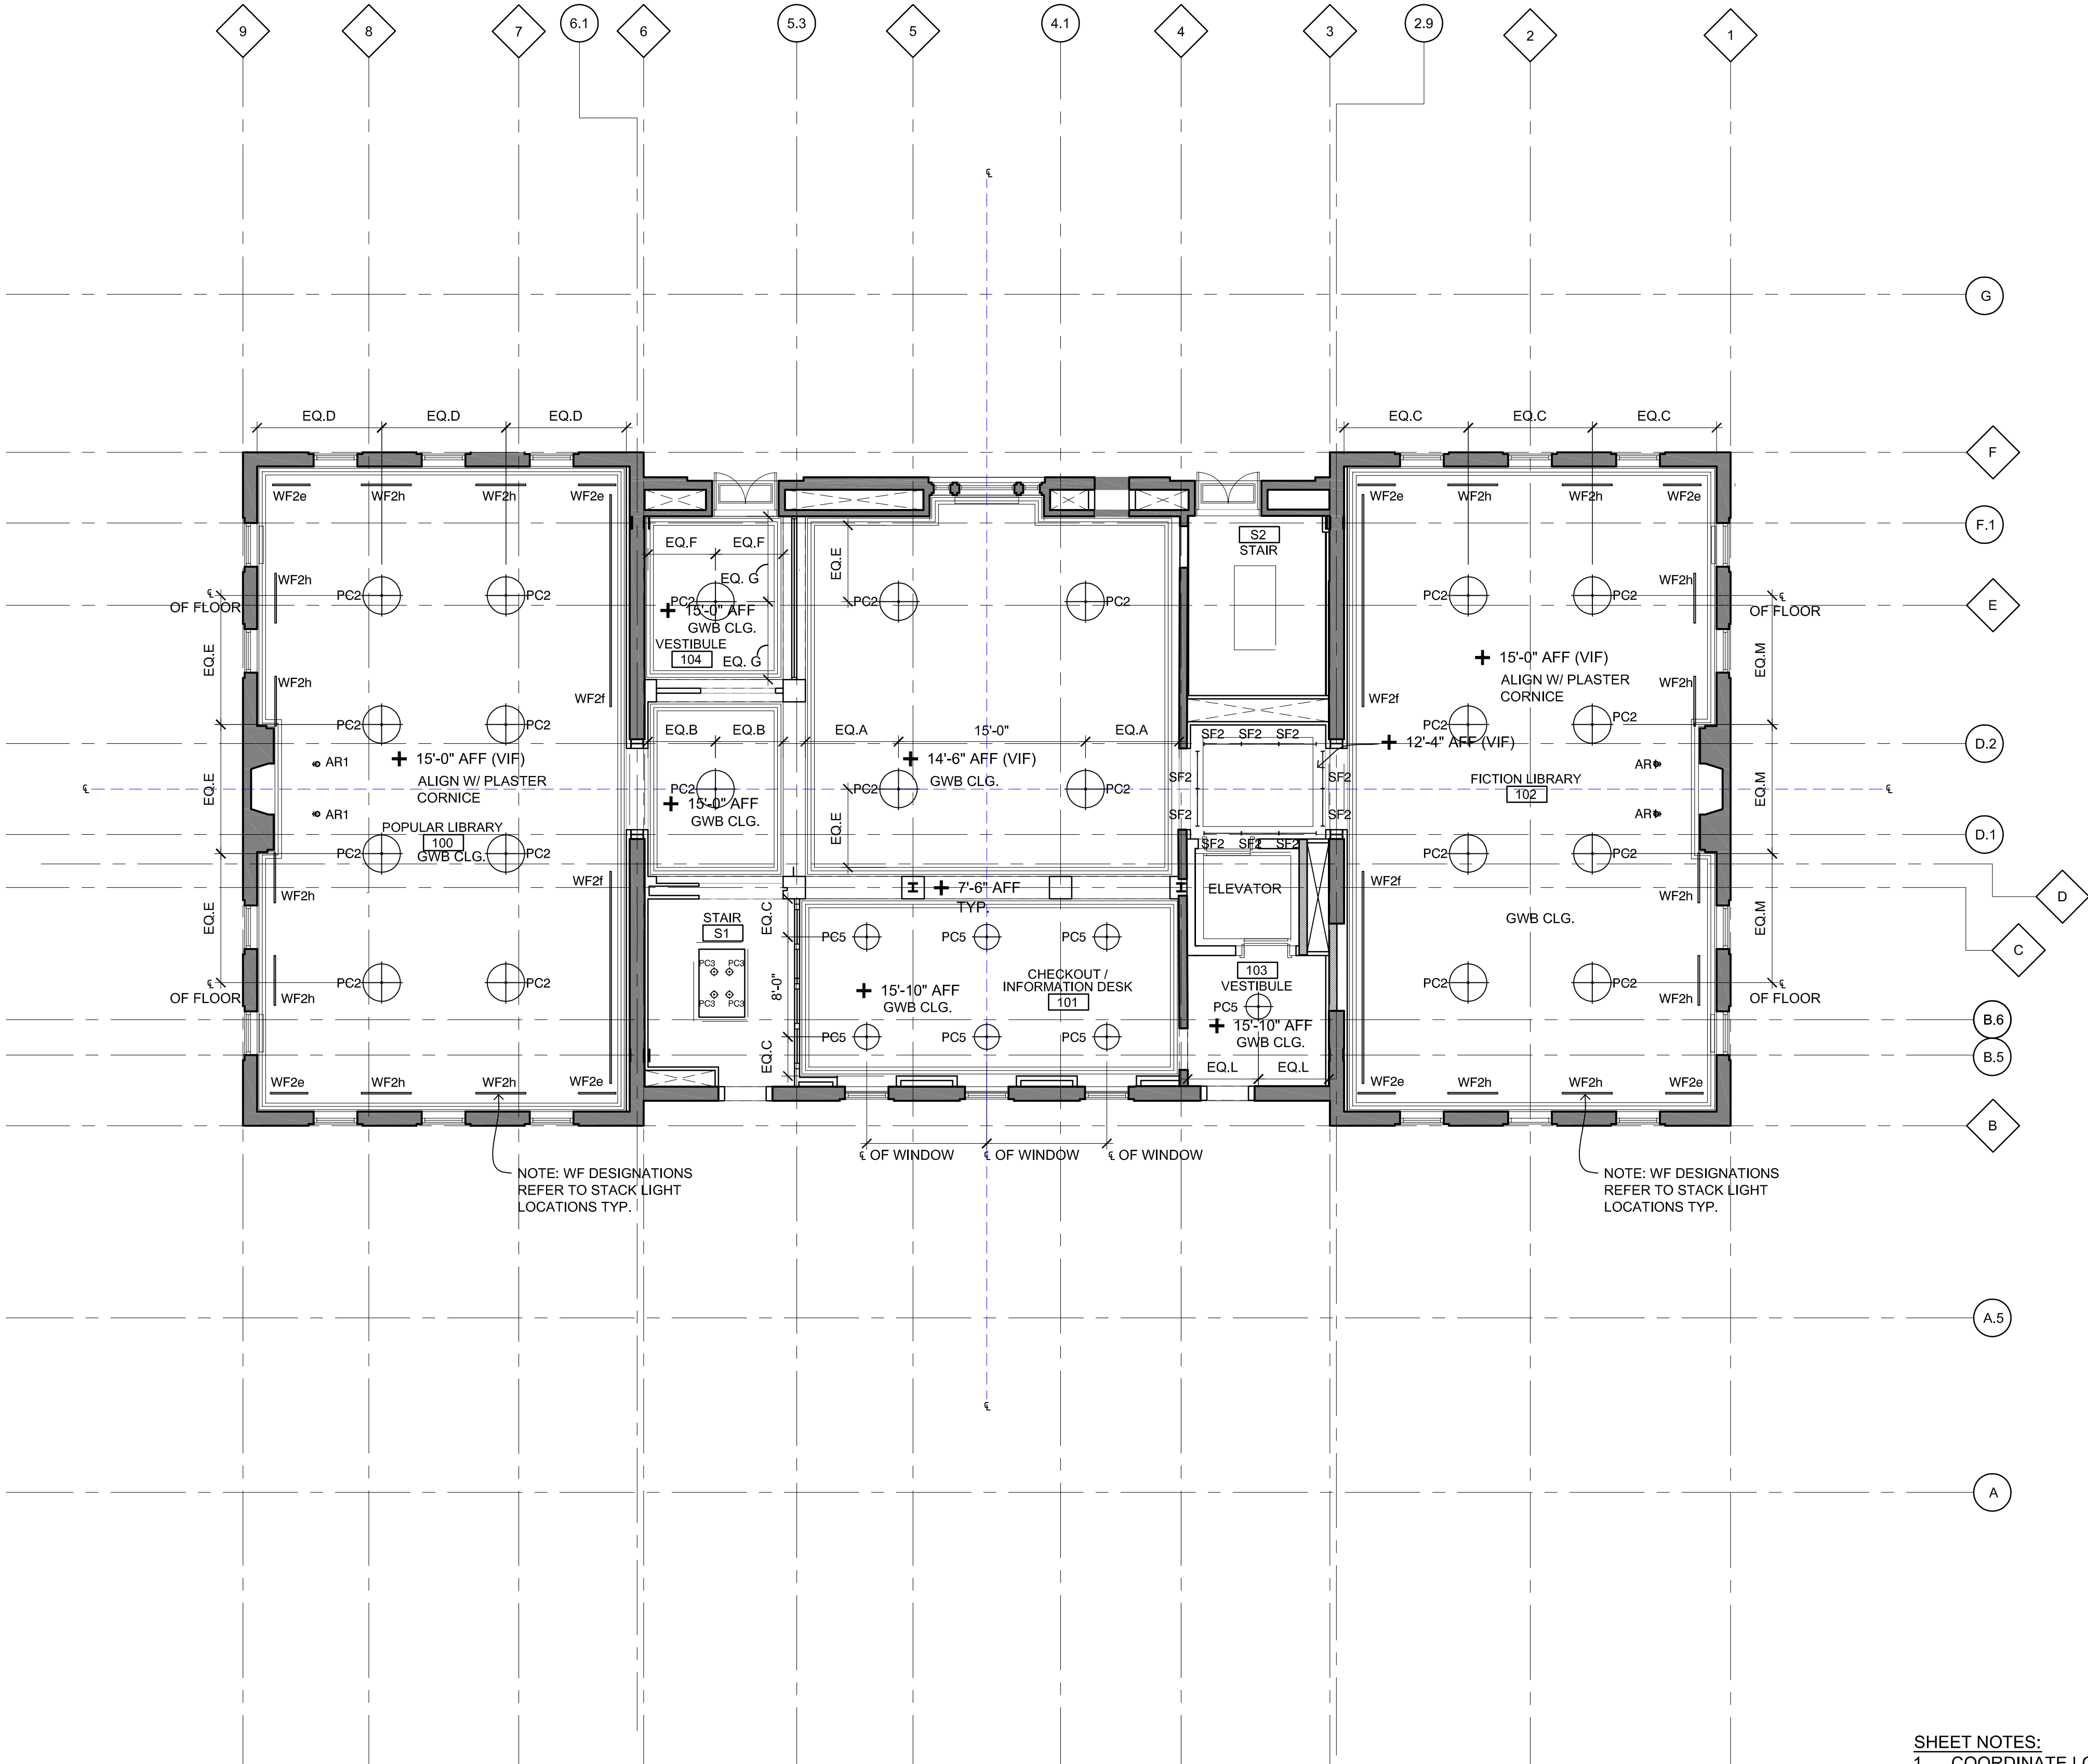 9
8
7
6.1
6
5.3
5
4.1
4
3
2.9
2
1
℄
G
EQ.D EQ.D EQ.D
EQ.C EQ.C EQ.C
F
WF2e WF2h WF2h WF2e
WF2e WF2h WF2h WF2e
F.1
S2
STAIR
EQ.F EQ.F
EQ.E
EQ. G
WF2h
WF2h
℄
OF FLOOR
PC2 PC2
PC2
PC2 PC2
PC2 PC2
℄
OF FLOOR
E
15'-0" AFF
GWB CLG.
VESTIBULE
104
EQ. G
EQ.E
EQ.M
15'-0" AFF (VIF)
ALIGN W/ PLASTER
CORNICE
WF2h
WF2f
WF2f
WF2h
PC2 PC2
PC2 PC2
EQ.B EQ.B
EQ.A 15'-0" EQ.A
SF2 SF2 SF2
12'-4" AFF (VIF)
D.2
AR1
15'-0" AFF (VIF)
ALIGN W/ PLASTER
CORNICE
14'-6" AFF (VIF)
GWB CLG.
SF2 SF2
AR1
FICTION LIBRARY
102
℄
EQ.E
PC2
PC2 PC2
EQ.M
℄
15'-0" AFF
GWB CLG.
AR1
SF2 SF2
AR1
POPULAR LIBRARY
100
GWB CLG.
EQ.E
SF2 SF2 SF2
D.1
PC2 PC2
PC2 PC2
WF2h
WF2f
7'-6" AFF
TYP.
ELEVATOR
WF2f
WF2h
D
EQ.E
STAIR
S1
EQ.C
PC5 PC5 PC5
GWB CLG.
EQ.M
C
PC3 PC3
PC3 PC3
8'-0"
CHECKOUT /
INFORMATION DESK
101
15'-10" AFF
GWB CLG.
103
VESTIBULE
PC5
15'-10" AFF
GWB CLG.
℄
OF FLOOR
PC2 PC2
WF2h
PC2 PC2
WF2h
℄
OF FLOOR
B.6
PC5 PC5 PC5
EQ.C
EQ.L EQ.L
B.5
WF2e WF2h WF2h WF2e
WF2e WF2h WF2h WF2e
B
℄ OF WINDOW ℄ OF WINDOW ℄ OF WINDOW
NOTE: WF DESIGNATIONS
REFER TO STACK LIGHT
LOCATIONS TYP.
NOTE: WF DESIGNATIONS
REFER TO STACK LIGHT
LOCATIONS TYP.
A.5
℄
A
SHEET NOTES: